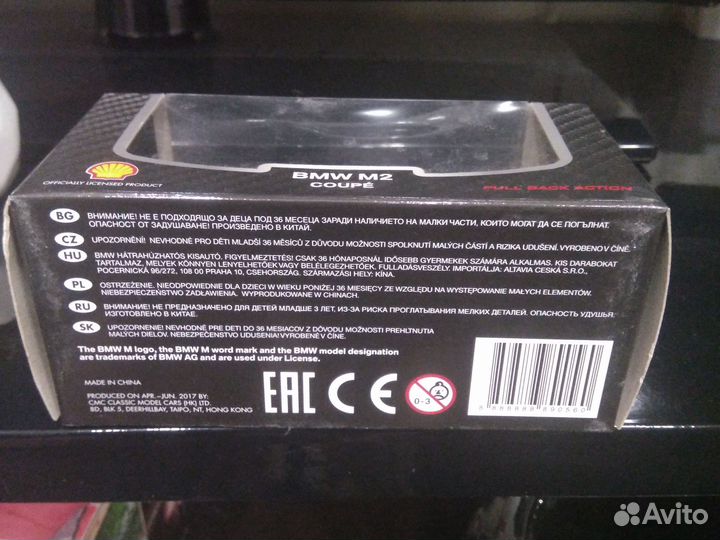 BMW M2
COUPÉ
OFFICIALLY LICENSED PRODUCT
PULL BACK ACTION
BG ВНИМАНИЕ! НЕ Е ПОДХОДЯЩО ЗА ДЕЦА ПОД 36 МЕСЕЦА ЗАРАДИ НАЛИЧИЕТО НА МАЛКИ ЧАСТИ, КОИТО МОГАТ ДА СЕ ПОГЪЛНАТ.
ОПАСНОСТ ОТ ЗАДУШАВАНЕ! ПРОИЗВЕДЕНО В КИТАЙ.
CZ UPOZORNĚNÍ! NEVHODNÉ PRO DĚTI MLADŠÍ 36 MĚSÍCŮ Z DŮVODU MOŽNOSTI SPOLKNUTÍ MALÝCH ČÁSTÍ A RIZIKA UDUŠENÍ. VYROBENO V ČÍNĚ.
HU BMW HÁTRAHÚZHATÓS KISAUTÓ. FIGYELMEZTETÉS! CSAK 36 HÓNAPOSNÁL IDŐSEBB GYERMEKEK SZÁMÁRA ALKALMAS. KIS DARABOKAT
TARTALMAZ, MELYEK KÖNNYEN LENYELHETŐEK VAGY BELÉLEGEZHETŐEK. FULLADÁSVESZÉLY. IMPORTÁLJA: ALTAVIA ČESKÁ S.R.O.,
POCERNICKÁ 96/272, 108 00 PRAHA 10, CSEHORSZÁG. SZÁRMAZÁSI HELY: KÍNA.
PL OSTRZEŻENIE. NIEODPOWIEDNIE DLA DZIECI W WIEKU PONIŻEJ 36 MIESIĘCY ZE WZGLĘDU NA WYSTĘPOWANIE MAŁYCH ELEMENTÓW.
NIEBEZPIECZEŃSTWO ZADŁAWIENIA. WYPRODUKOWANE W CHINACH.
RU ВНИМАНИЕ! НЕ ПРЕДНАЗНАЧЕНО ДЛЯ ДЕТЕЙ МЛАДШЕ 3 ЛЕТ, ИЗ-ЗА РИСКА ПРОГЛАТЫВАНИЯ МЕЛКИХ ДЕТАЛЕЙ. ОПАСНОСТЬ УДУШЬЯ.
ИЗГОТОВЛЕНО В КИТАЕ.
SK UPOZORNENIE! NEVHODNÉ PRE DETI DO 36 MESIACOV Z DÔVODU MOŽNOSTI PREHLTNUTIA
MALÝCH DIELOV. NEBEZPEČENSTVO UDUSENIA! VYROBENÉ V ČÍNE.
The BMW M logo, the BMW M word mark and the BMW model designation
are trademarks of BMW AG and are used under License.
MADE IN CHINA
PRODUCED ON APR.-JUN. 2017 BY:
CMC CLASSIC MODEL CARS (HK) LTD.
8D, BLK 5, DEERHILLBAY, TAIPO, NT, HONG KONG
EAC CE
0-3
8 888888 890560
Avito